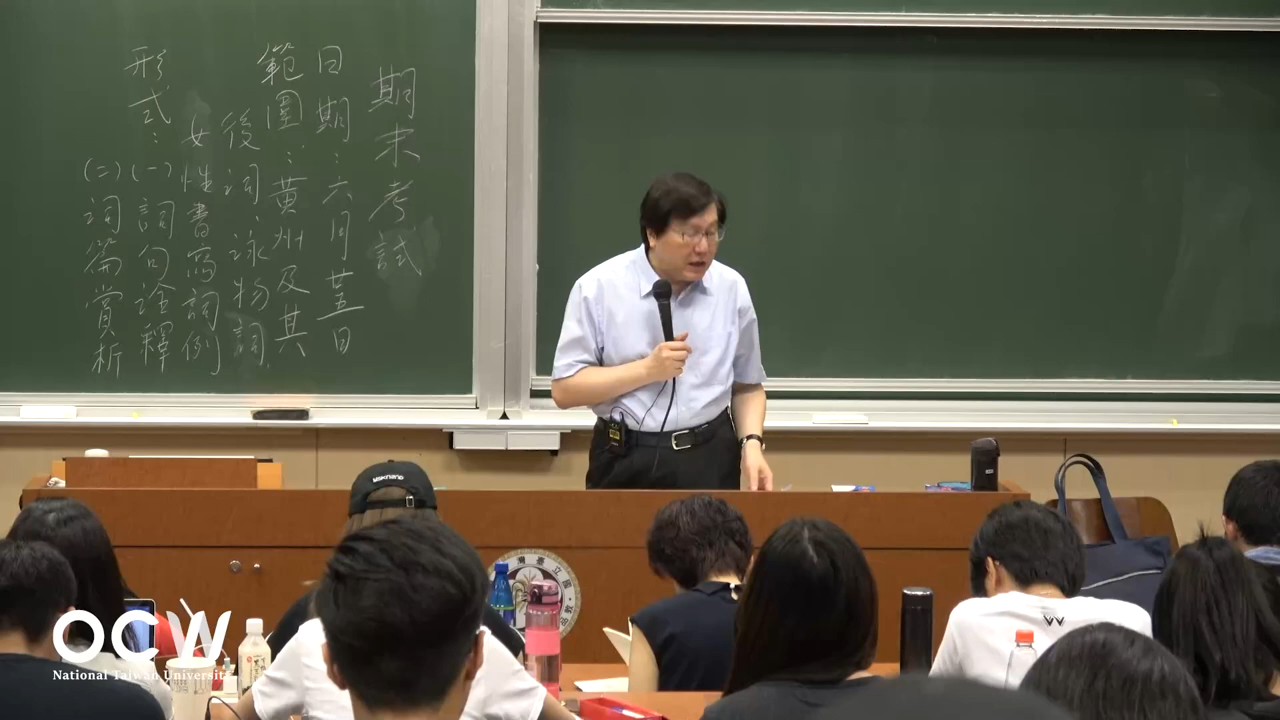 期末考試
日期：六月廿五日
範圍：黃州及其
後詞、詠物詞、
女性書寫詞例
形式：(一)詞句詮釋
(二)詞篇賞析
OCW
National Taiwan University